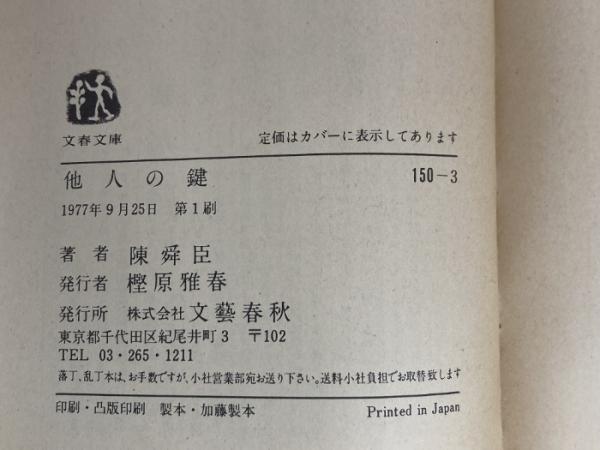 文春文庫 定価はカバーに表示してあります
他人の鍵 150-3
1977年9月25日 第1刷
著者 陳舜臣
発行者 樫原雅春
発行所 株式会社 文藝春秋
東京都千代田区紀尾井町3 〒102
TEL 03・265・1211
落丁、乱丁本は、お手数ですが、小社営業部宛お送り下さい。送料小社負担でお取替致します
印刷・凸版印刷 製本・加藤製本 Printed in Japan